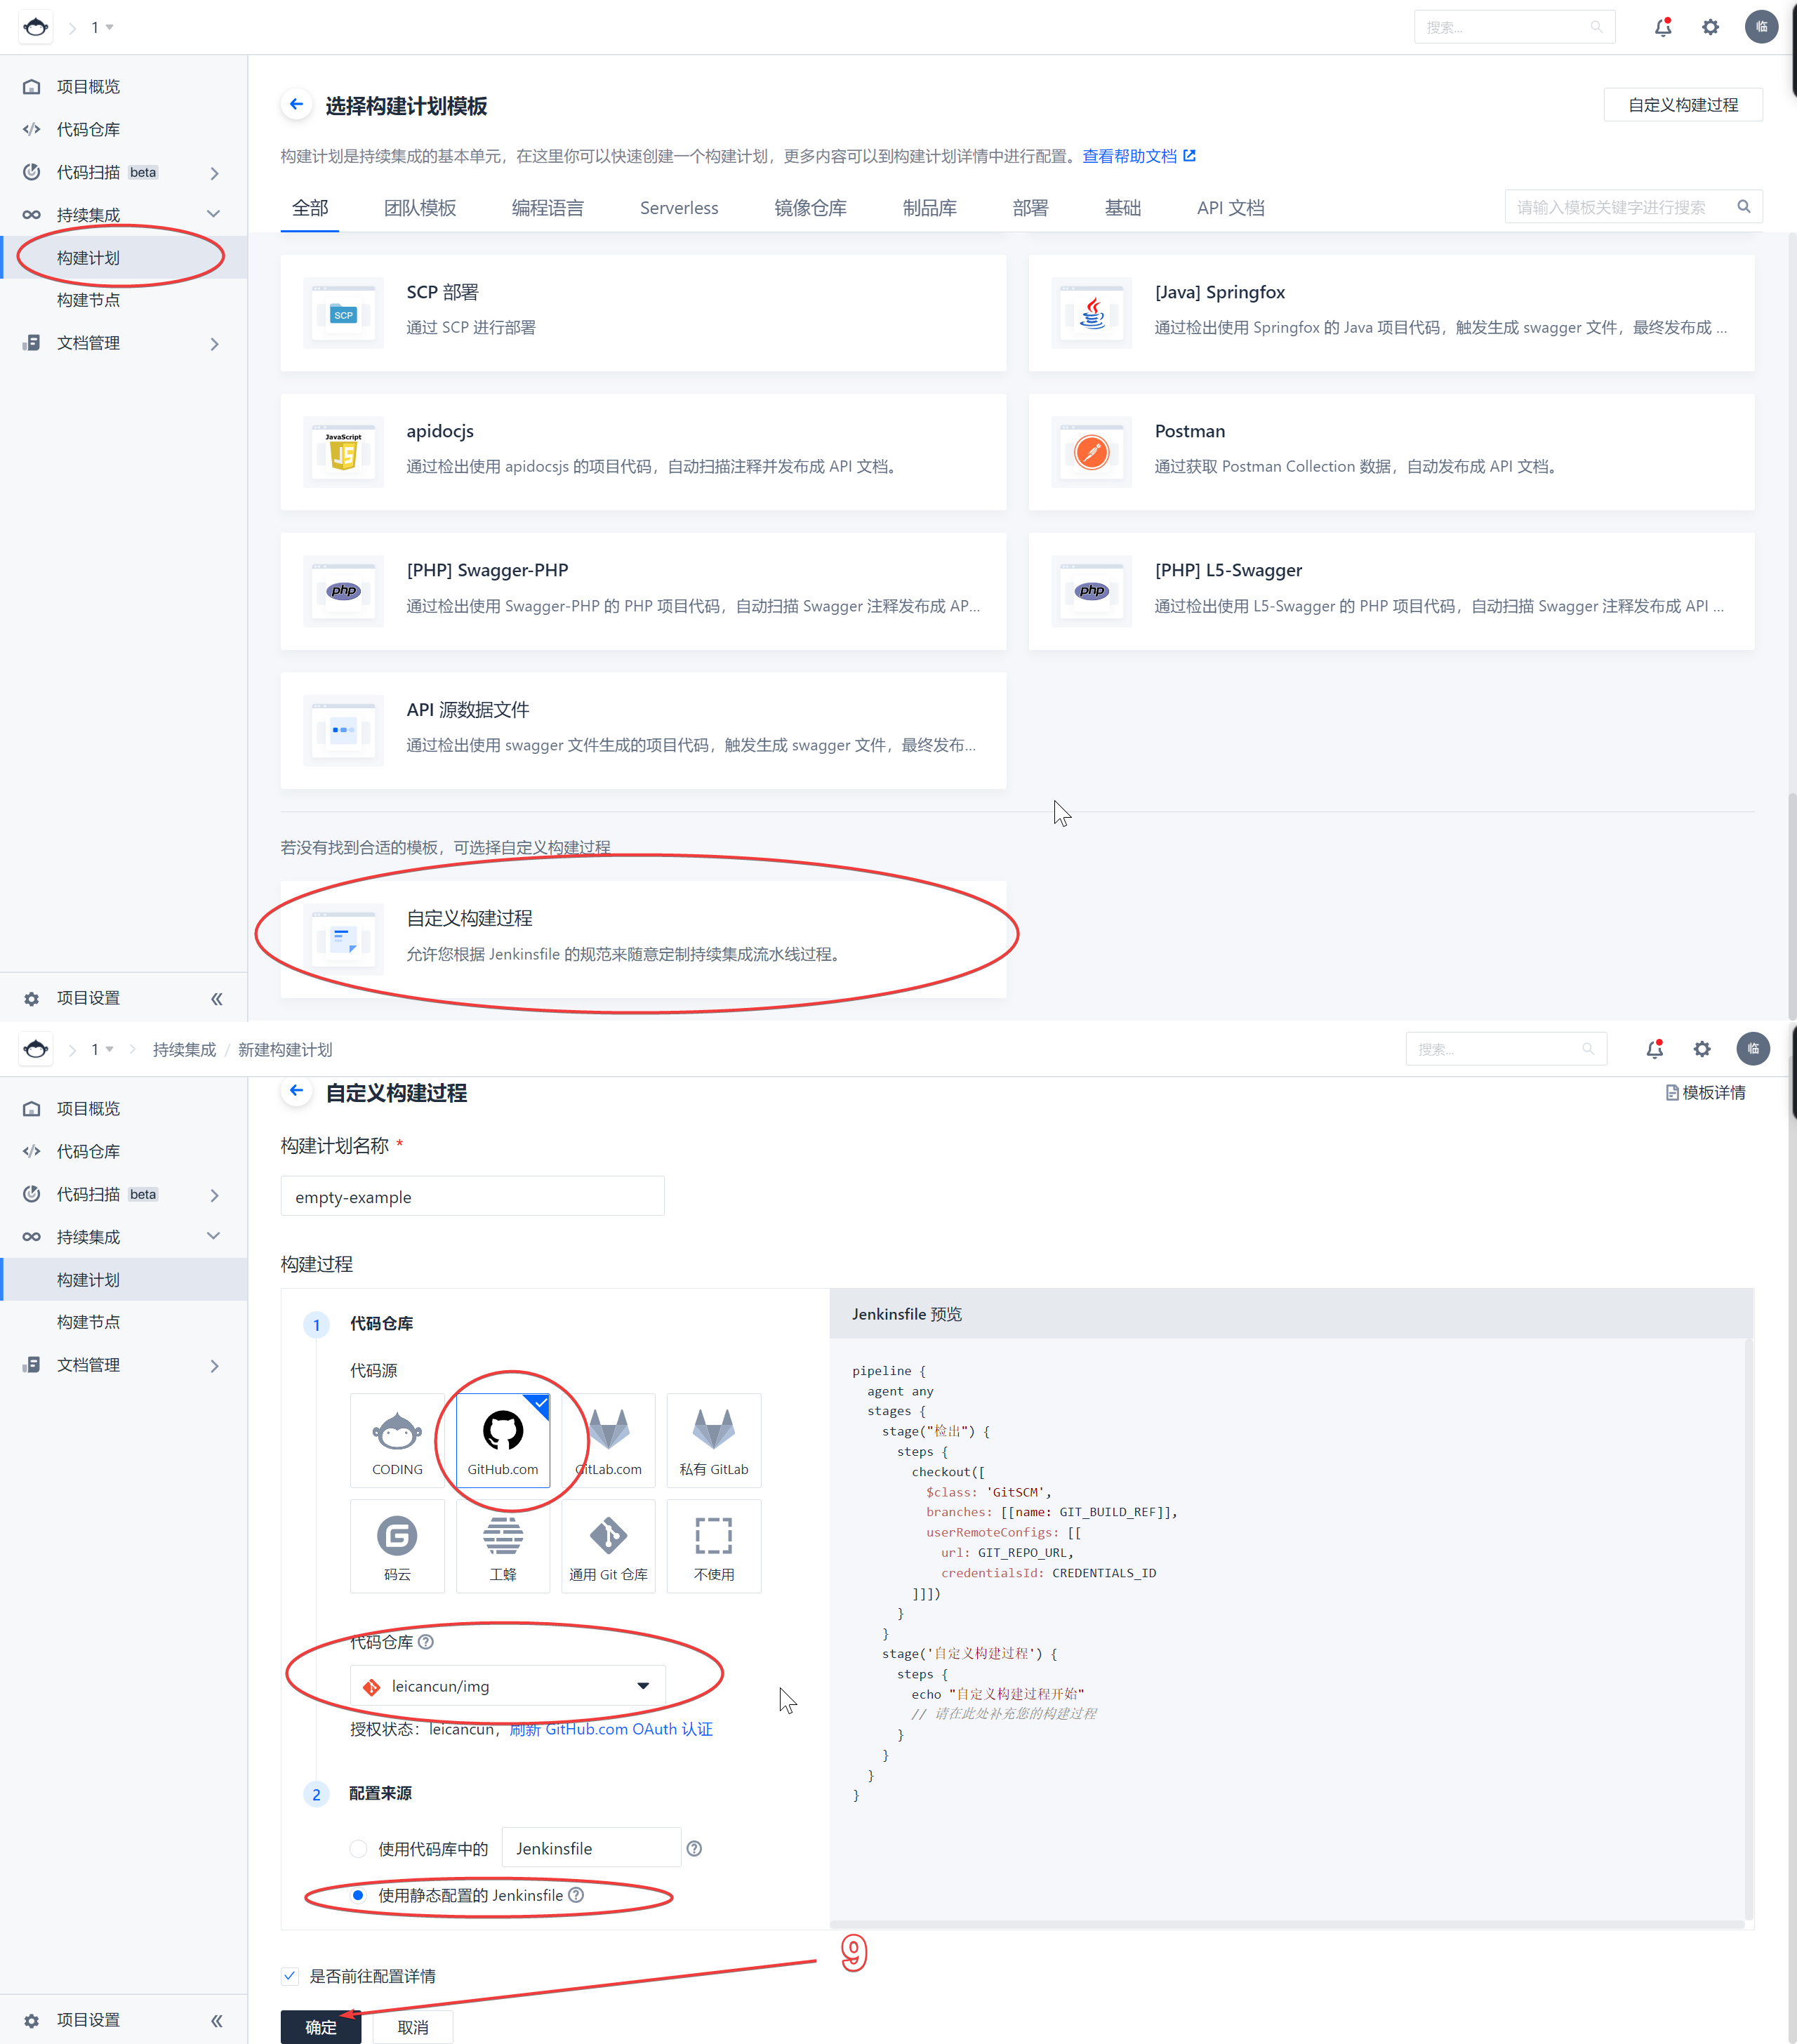 1
搜索...
临
项目概览
代码仓库
代码扫描 beta
持续集成
构建计划
构建节点
文档管理
项目设置
选择构建计划模板
自定义构建过程
构建计划是持续集成的基本单元，在这里你可以快速创建一个构建计划，更多内容可以到构建计划详情中进行配置。查看帮助文档
全部 团队模板 编程语言 Serverless 镜像仓库 制品库 部署 基础 API 文档
请输入模板关键字进行搜索
SCP
SCP 部署
通过 SCP 进行部署
[Java] Springfox
通过检出使用 Springfox 的 Java 项目代码，触发生成 swagger 文件，最终发布成 ...
JavaScript
JS
apidocjs
通过检出使用 apidocsjs 的项目代码，自动扫描注释并发布成 API 文档。
Postman
通过获取 Postman Collection 数据，自动发布成 API 文档。
php
[PHP] Swagger-PHP
通过检出使用 Swagger-PHP 的 PHP 项目代码，自动扫描 Swagger 注释发布成 AP...
php
[PHP] L5-Swagger
通过检出使用 L5-Swagger 的 PHP 项目代码，自动扫描 Swagger 注释发布成 API ...
API 源数据文件
通过检出使用 swagger 文件生成的项目代码，触发生成 swagger 文件，最终发布...
若没有找到合适的模板，可选择自定义构建过程
自定义构建过程
允许您根据 Jenkinsfile 的规范来随意定制持续集成流水线过程。
1 持续集成 / 新建构建计划
搜索...
临
项目概览
代码仓库
代码扫描 beta
持续集成
构建计划
构建节点
文档管理
项目设置
自定义构建过程
模板详情
构建计划名称 *
empty-example
构建过程
1 代码仓库
代码源
CODING GitHub.com GitLab.com 私有 GitLab
码云 工蜂 通用 Git 仓库 不使用
代码仓库
leicancun/img
授权状态：leicancun，刷新 GitHub.com OAuth 认证
2 配置来源
使用代码库中的 Jenkinsfile
使用静态配置的 Jenkinsfile
Jenkinsfile 预览
pipeline {
agent any
stages {
stage("检出") {
steps {
checkout([
$class: 'GitSCM',
branches: [[name: GIT_BUILD_REF]],
userRemoteConfigs: [[
url: GIT_REPO_URL,
credentialsId: CREDENTIALS_ID
]]])
}
}
stage('自定义构建过程') {
steps {
echo "自定义构建过程开始"
// 请在此处补充您的构建过程
}
}
}
}
9
是否前往配置详情
确定 取消